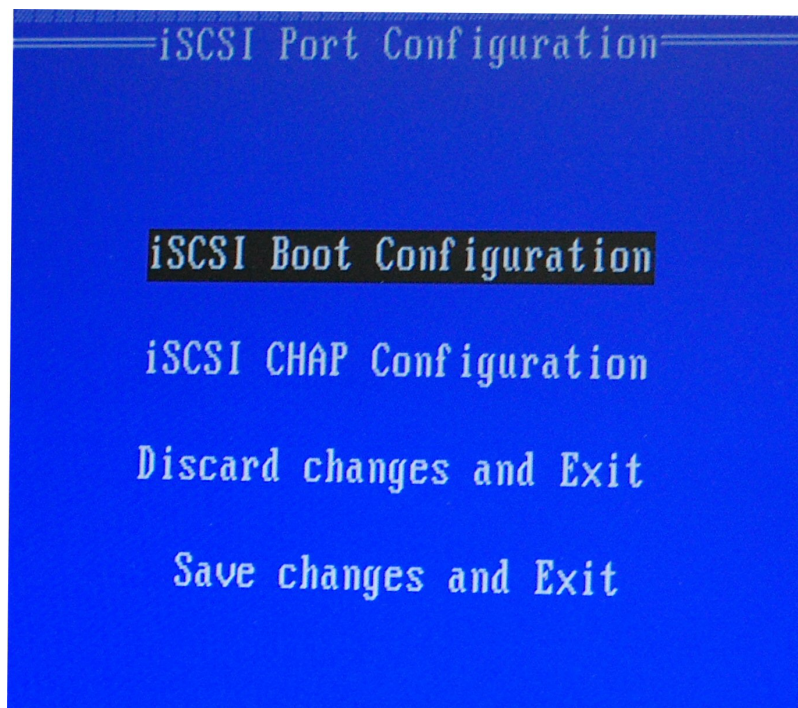 iSCSI Port Configuration
iSCSI Boot Configuration
iSCSI CHAP Configuration
Discard changes and Exit
Save changes and Exit